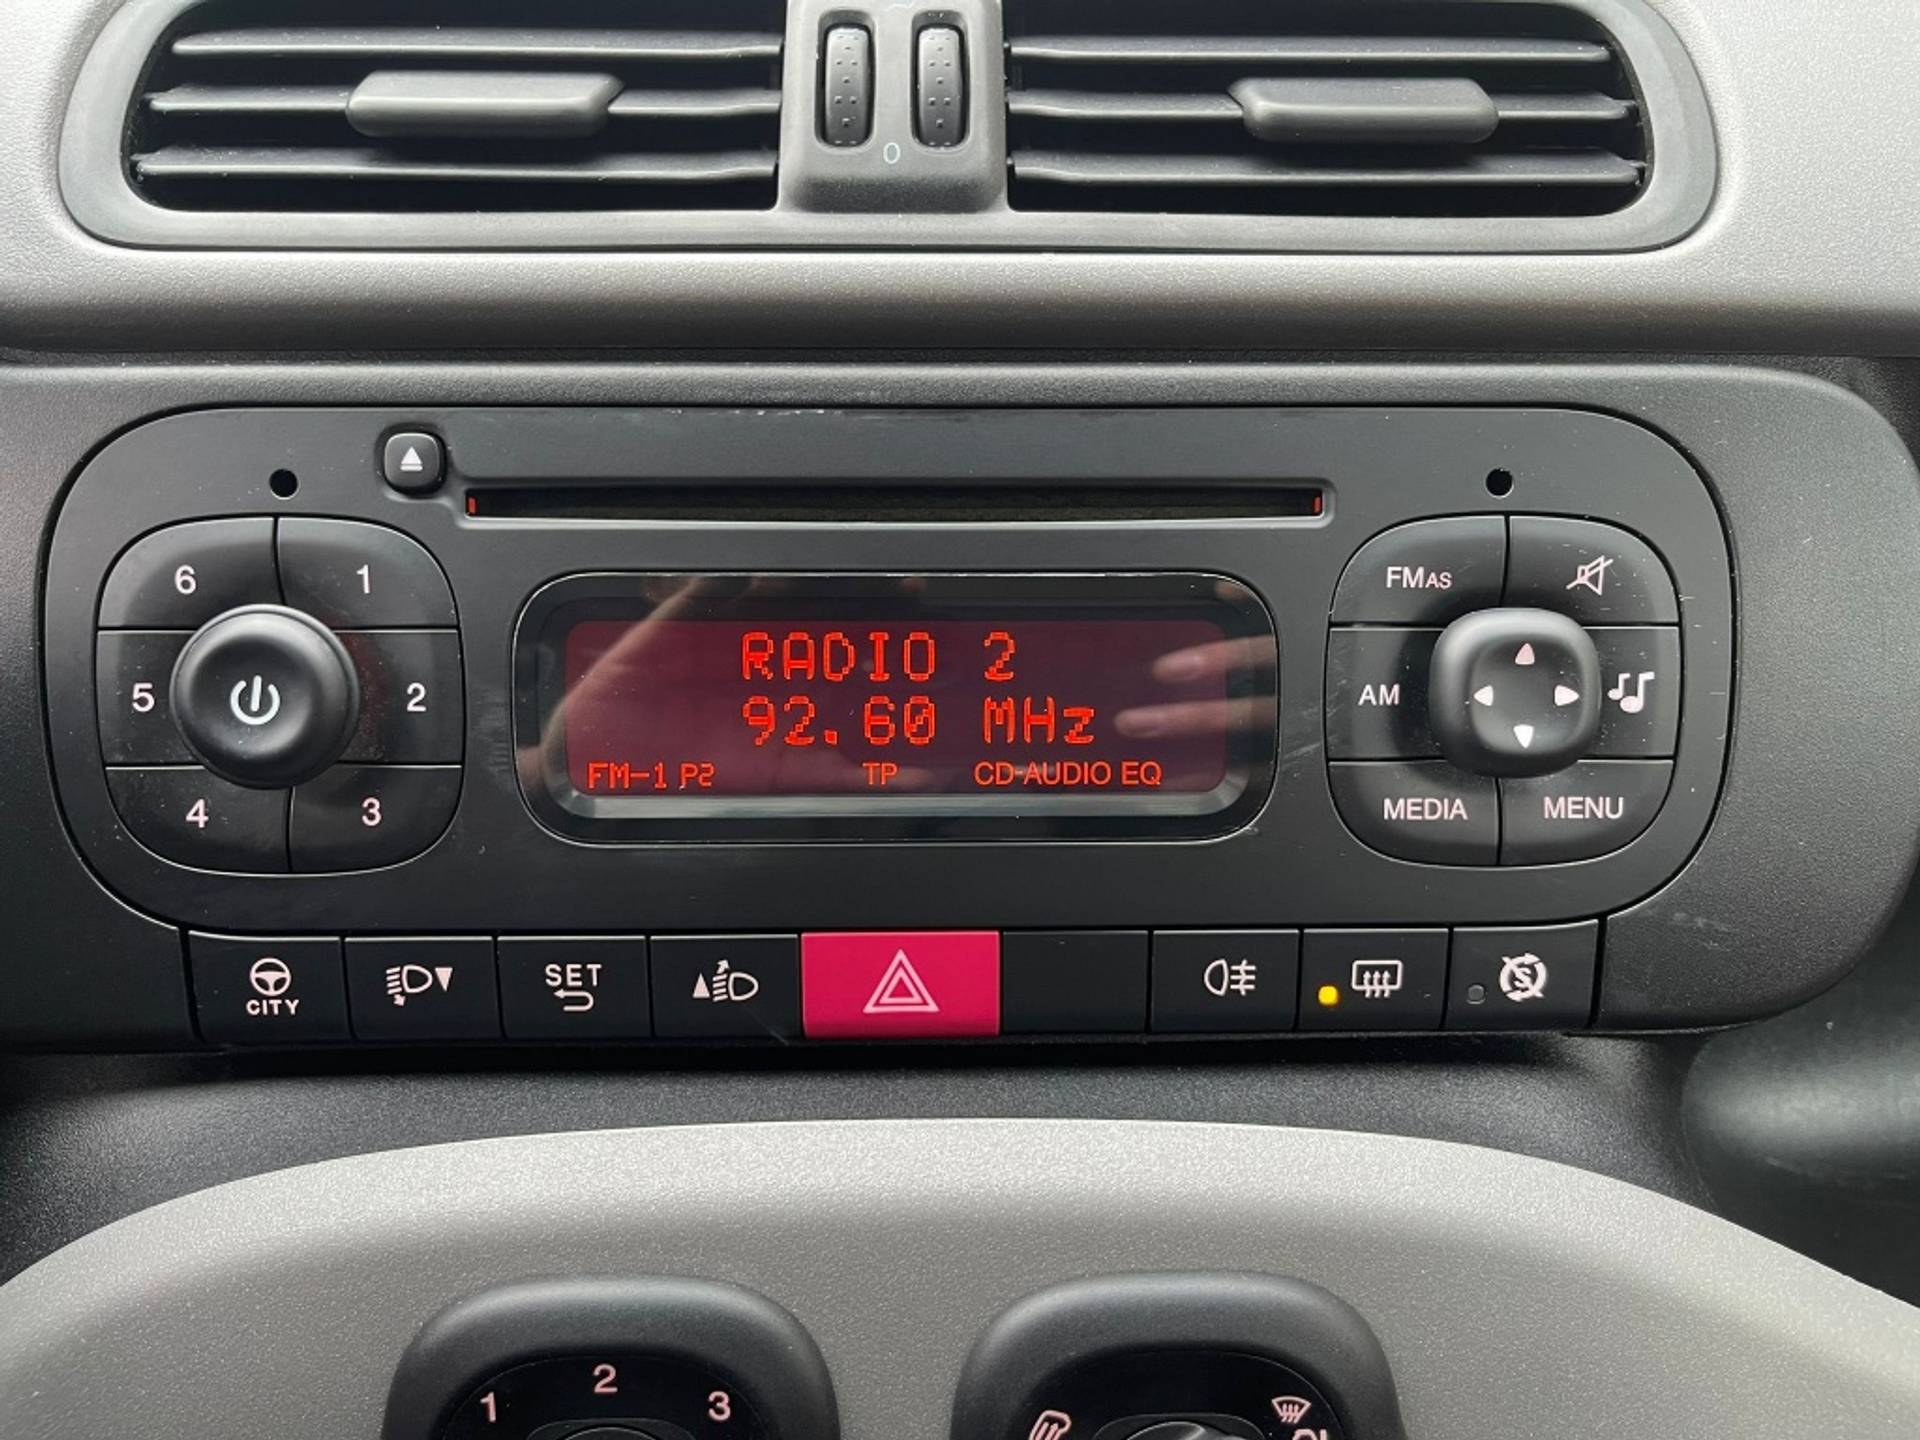 0
6 1
FMAS
5 2
AM
4 3
MEDIA MENU
RADIO 2
92.60 MHz
FM-1 P2 TP CD-AUDIO EQ
CITY
SET
S
1 2 3